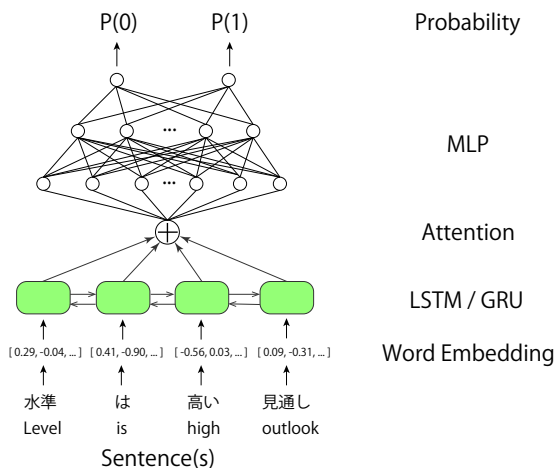 P(0) P(1) Probability
...
MLP
...
Attention
LSTM / GRU
[ 0.29, -0.04, ... ] [ 0.41, -0.90, ... ] [ -0.56, 0.03, ... ] [ 0.09, -0.31, ... ] Word Embedding
水準 は 高い 見通し
Level is high outlook
Sentence(s)